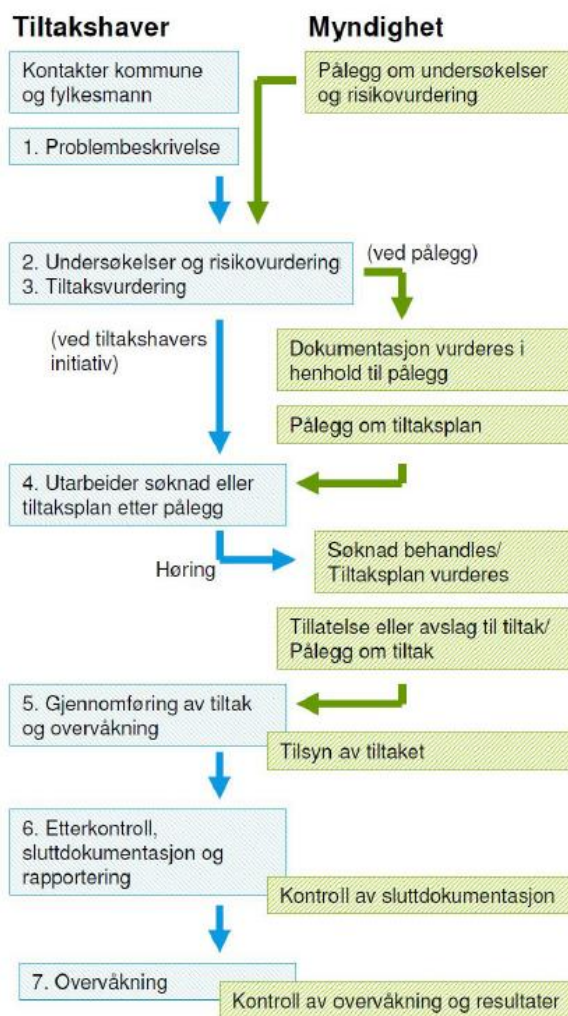 Tiltakshaver
Myndighet
Kontakter kommune
og fylkesmann
Pålegg om undersøkelser
og risikovurdering
1. Problembeskrivelse
2. Undersøkelser og risikovurdering
3. Tiltaksvurdering
(ved pålegg)
(ved tiltakshavers
initiativ)
Dokumentasjon vurderes i
henhold til pålegg
Pålegg om tiltaksplan
4. Utarbeider søknad eller
tiltaksplan etter pålegg
Høring
Søknad behandles/
Tiltaksplan vurderes
Tillatelse eller avslag til tiltak/
Pålegg om tiltak
5. Gjennomføring av tiltak
og overvåkning
Tilsyn av tiltaket
6. Etterkontroll,
sluttdokumentasjon og
rapportering
Kontroll av sluttdokumentasjon
7. Overvåkning
Kontroll av overvåkning og resultater